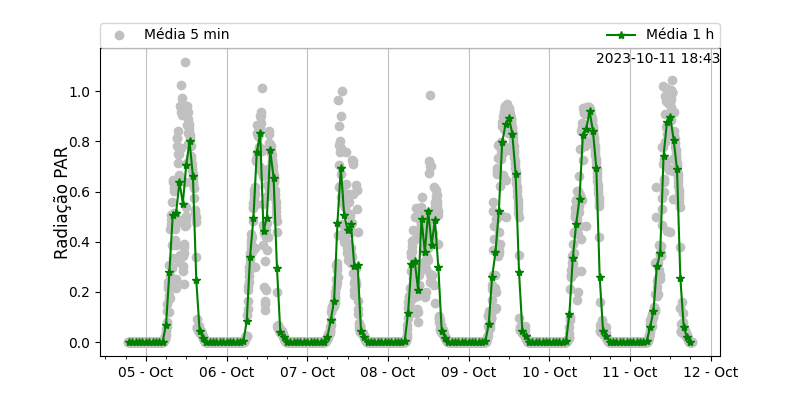 Média 5 min
Média 1 h
2023-10-11 18:43
Radiação PAR
1.0
0.8
0.6
0.4
0.2
0.0
05 - Oct
06 - Oct
07 - Oct
08 - Oct
09 - Oct
10 - Oct
11 - Oct
12 - Oct